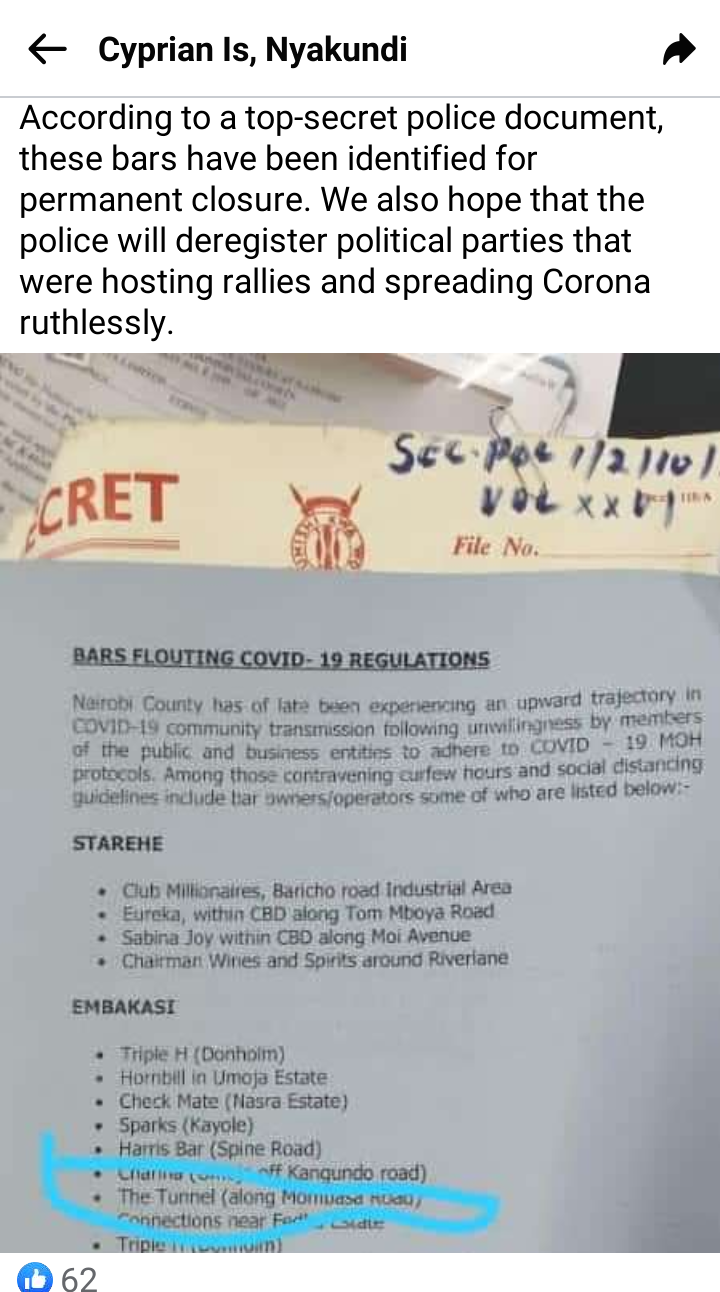 Cyprian Is, Nyakundi
According to a top-secret police document,
these bars have been identified for
permanent closure. We also hope that the
police will deregister political parties that
were hosting rallies and spreading Corona
ruthlessly.
CRET
File No.
BARS FLOUTING COVID- 19 REGULATIONS
Nairobi County has of late been experiencing an upward trajectory in
COVID-19 community transmission following unwillingness by members
of the public and business entities to adhere to COVID – 19 MOH
protocols. Among those contravening curfew hours and social distancing
guidelines include bar owners/operators some of who are listed below:-
STAREHE
• Club Millionaires, Baricho road Industrial Area
• Eureka, within CBD along Tom Mboya Road
• Sabina Joy within CBD along Moi Avenue
• Chairman Wines and Spirits around Riverlane
EMBAKASI
• Triple H (Donholm)
• Hornbill in Umoja Estate
• Check Mate (Nasra Estate)
• Sparks (Kayole)
• Harris Bar (Spine Road)
• off Kangundo road)
• The Tunnel (along Mombasa Road)
Connections near Estate
• Triple H (Donholm)
62